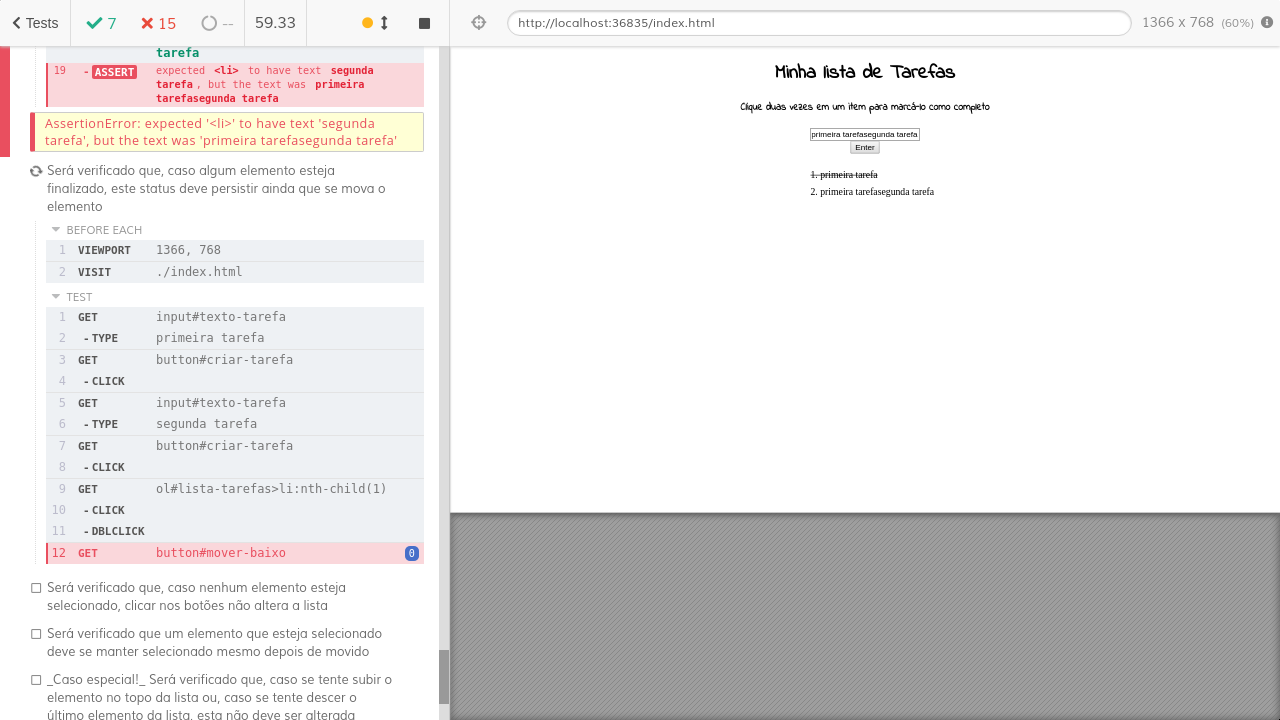 Tests 7 15 -- 59.33
http://localhost:36835/index.html 1366 x 768 (60%)
tarefa
19 - ASSERT expected <li> to have text segunda
tarefa, but the text was primeira
tarefasegunda tarefa
AssertionError: expected '<li>' to have text 'segunda
tarefa', but the text was 'primeira tarefasegunda tarefa'
Será verificado que, caso algum elemento esteja
finalizado, este status deve persistir ainda que se mova o
elemento
BEFORE EACH
1 VIEWPORT 1366, 768
2 VISIT ./index.html
TEST
1 GET input#texto-tarefa
2 - TYPE primeira tarefa
3 GET button#criar-tarefa
4 - CLICK
5 GET input#texto-tarefa
6 - TYPE segunda tarefa
7 GET button#criar-tarefa
8 - CLICK
9 GET ol#lista-tarefas>li:nth-child(1)
10 - CLICK
11 - DBLCLICK
12 GET button#mover-baixo 0
Será verificado que, caso nenhum elemento esteja
selecionado, clicar nos botões não altera a lista
Será verificado que um elemento que esteja selecionado
deve se manter selecionado mesmo depois de movido
_Caso especial!_ Será verificado que, caso se tente subir o
elemento no topo da lista ou, caso se tente descer o
último elemento da lista, esta não deve ser alterada
Minha lista de Tarefas
Clique duas vezes em um item para marcá-lo como completo
primeira tarefasegunda tarefa
Enter
1. primeira tarefa
2. primeira tarefasegunda tarefa